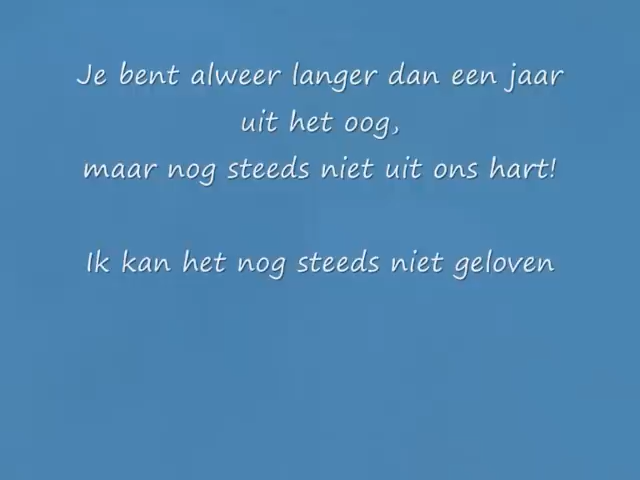 Je bent alweer langer dan een jaar
uit het oog,
maar nog steeds niet uit ons hart!
Ik kan het nog steeds niet geloven